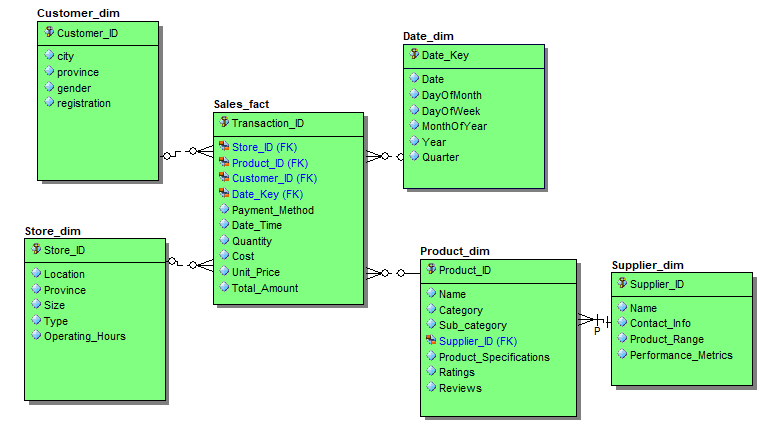 Customer_dim
Customer_ID
city
province
gender
registration
Date_dim
Date_Key
Date
DayOfMonth
DayOfWeek
MonthOfYear
Year
Quarter
Sales_fact
Transaction_ID
Store_ID (FK)
Product_ID (FK)
Customer_ID (FK)
Date_Key (FK)
Payment_Method
Date_Time
Quantity
Cost
Unit_Price
Total_Amount
Store_dim
Store_ID
Location
Province
Size
Type
Operating_Hours
Product_dim
Product_ID
Name
Category
Sub_category
Supplier_ID (FK)
Product_Specifications
Ratings
Reviews
P
Supplier_dim
Supplier_ID
Name
Contact_Info
Product_Range
Performance_Metrics